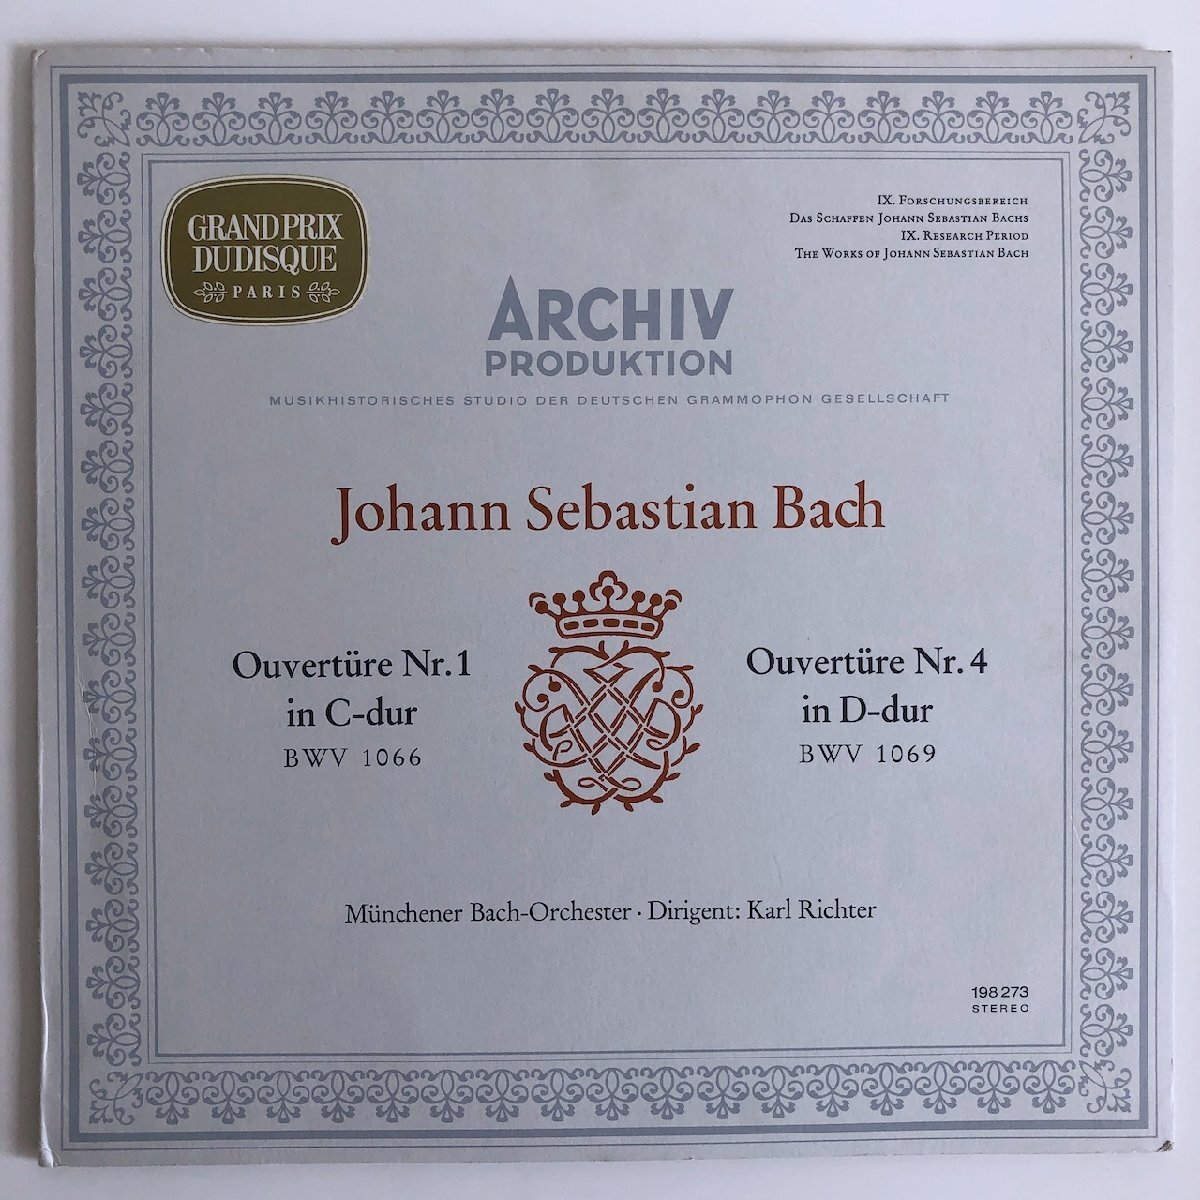 GRAND PRIX
DU DISQUE
PARIS
IX. Forschungsbereich
Das Schaffen Johann Sebastian Bachs
IX. Research Period
The Works of Johann Sebastian Bach
ARCHIV
PRODUKTION
MUSIKHISTORISCHES STUDIO DER DEUTSCHEN GRAMMOPHON GESELLSCHAFT
Johann Sebastian Bach
Ouvertüre Nr. 1
in C-dur
BWV 1066
Ouvertüre Nr. 4
in D-dur
BWV 1069
Münchener Bach-Orchester · Dirigent: Karl Richter
198 273
STEREO